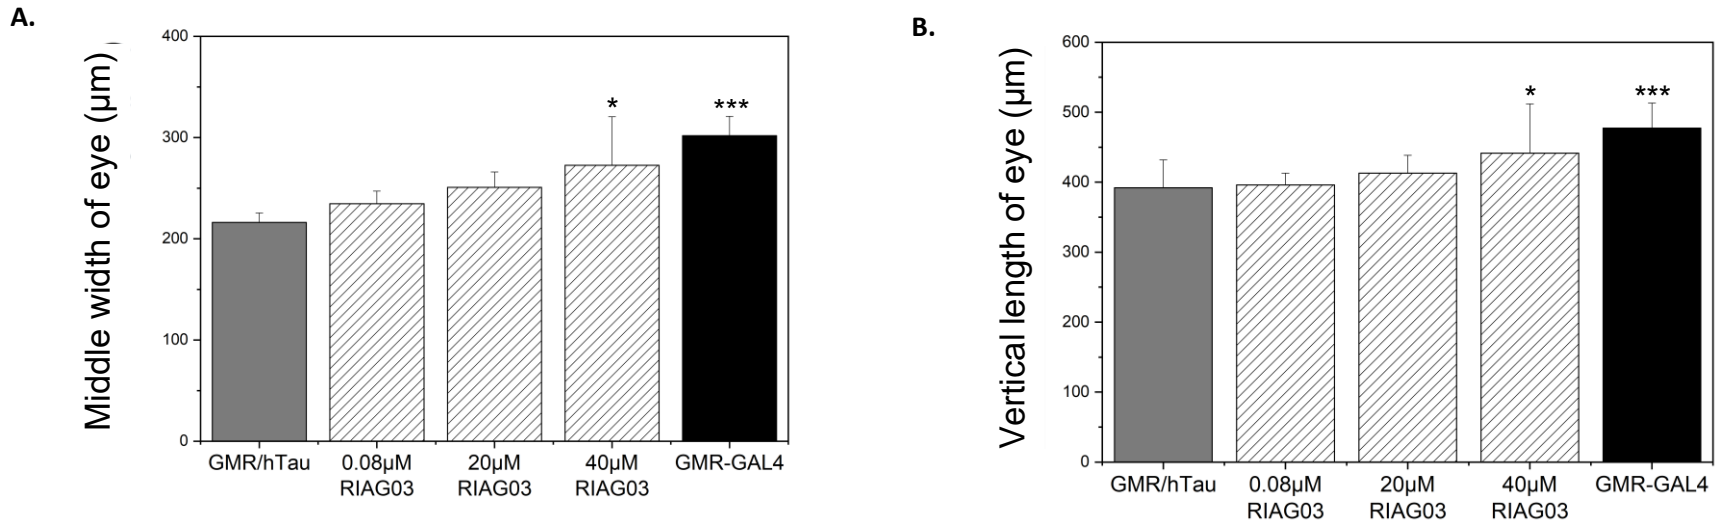 A.
Middle width of eye (μm)
400
300
200
100
0
*
***
GMR/hTau
0.08μM
RIAG03
20μM
RIAG03
40μM
RIAG03
GMR-GAL4
B.
Vertical length of eye (μm)
600
500
400
300
200
100
0
*
***
GMR/hTau
0.08μM
RIAG03
20μM
RIAG03
40μM
RIAG03
GMR-GAL4